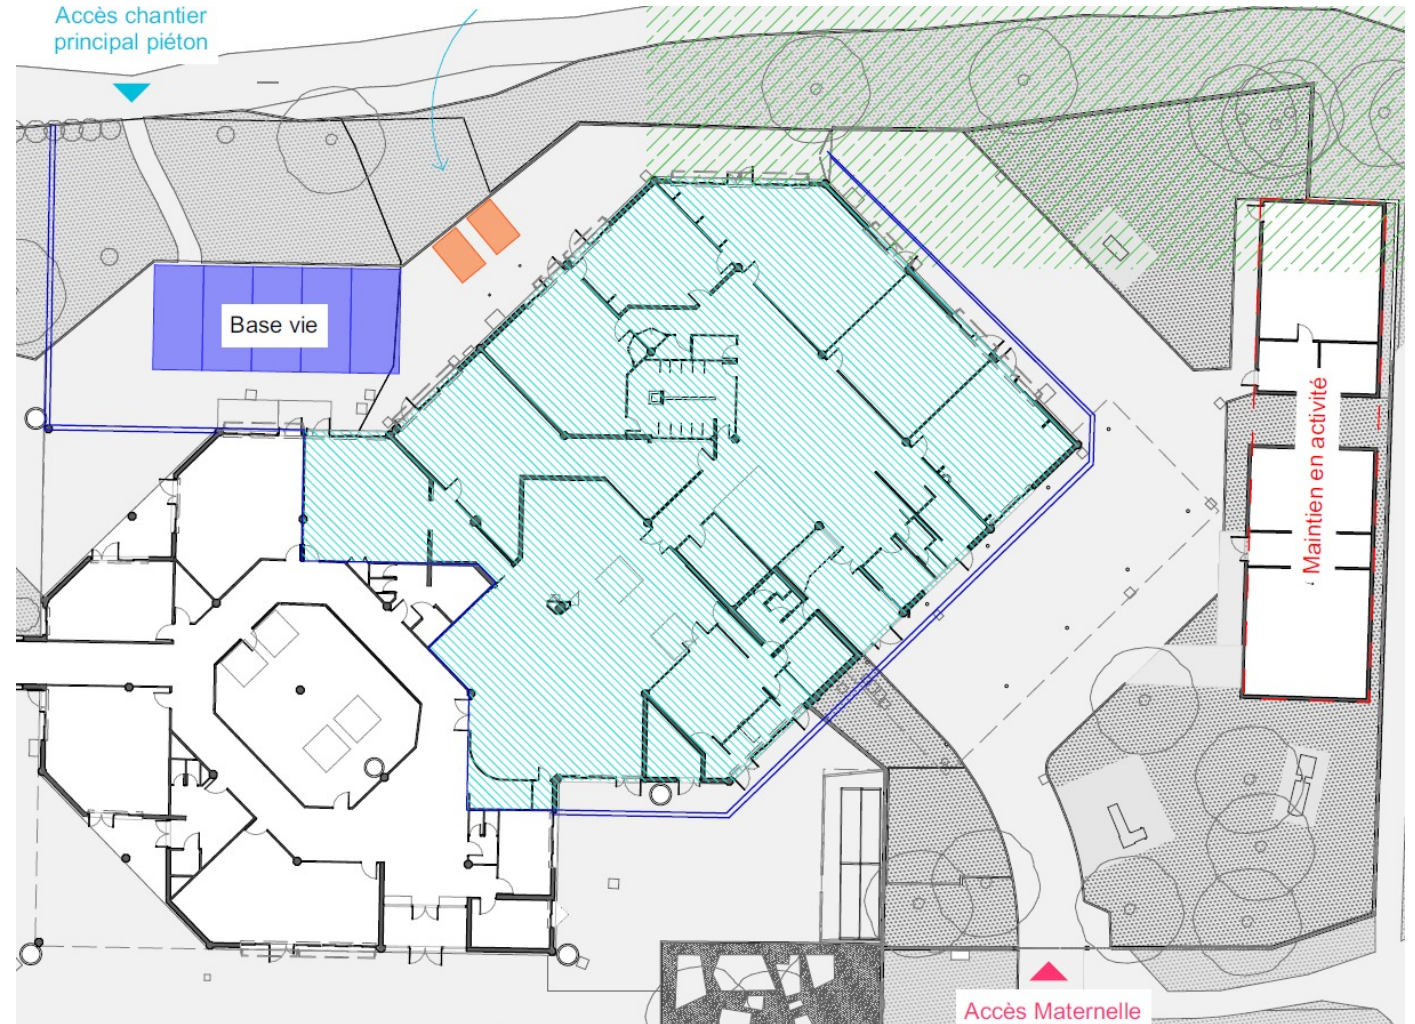 Accès chantier
principal piéton
Base vie
Maintien en activité
Accès Maternelle